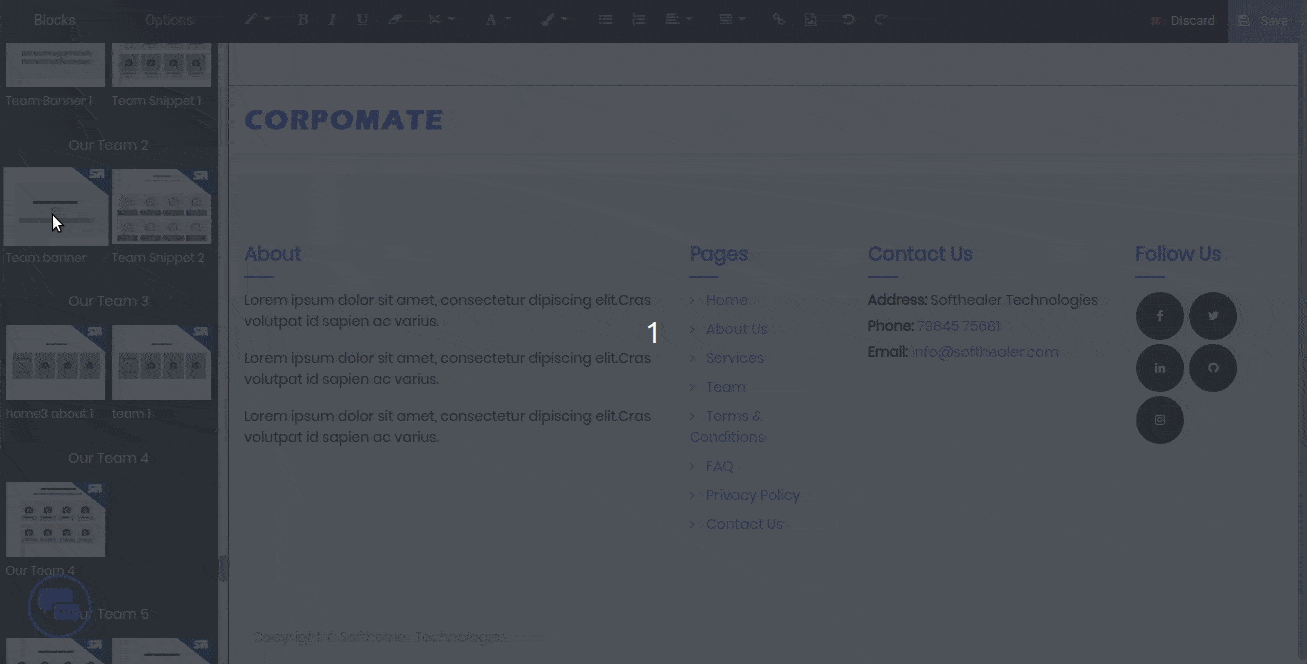 Blocks Options B I U A Discard Save
Team Banner 1 Team Snippet 1
Our Team 2
Team banner Team Snippet 2
Our Team 3
home3 about 1 team 1
Our Team 4
Our Team 4
Our Team 5
CORPOMATE
About
Lorem ipsum dolor sit amet, consectetur dipiscing elit.Cras
volutpat id sapien ac varius.
Lorem ipsum dolor sit amet, consectetur dipiscing elit.Cras
volutpat id sapien ac varius.
Lorem ipsum dolor sit amet, consectetur dipiscing elit.Cras
volutpat id sapien ac varius.
Pages
> Home
> About Us
> Services
> Team
> Terms &
Conditions
> FAQ
> Privacy Policy
> Contact Us
Contact Us
Address: Softhealer Technologies
Phone: 79845 75681
Email: info@softhealer.com
Follow Us
1
Copyright © Softhealer Technologies